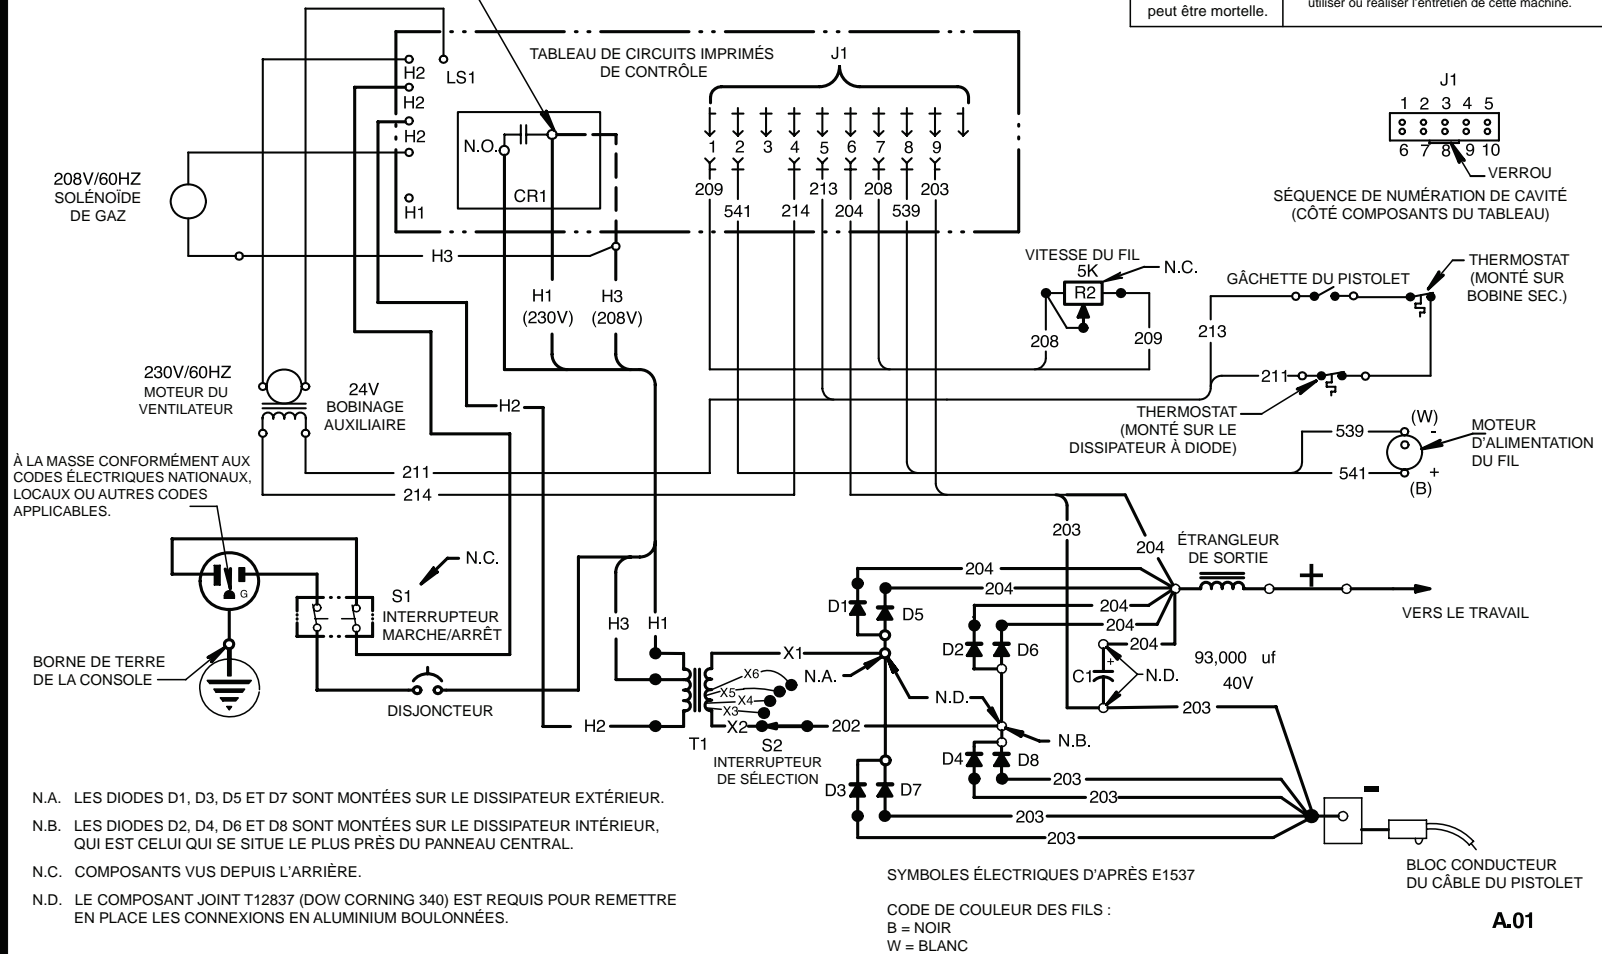 peut être mortelle.
utiliser ou réaliser l'entretien de cette machine.
TABLEAU DE CIRCUITS IMPRIMÉS
DE CONTRÔLE
J1
H2
LS1
H2
H2
H1
N.O.
CR1
1 2 3 4 5 6 7 8 9
209 213 208 203
541 214 204 539
J1
1 2 3 4 5
6 7 8 9 10
VERROU
SÉQUENCE DE NUMÉRATION DE CAVITÉ
(CÔTÉ COMPOSANTS DU TABLEAU)
208V/60HZ
SOLÉNOÏDE
DE GAZ
H3
H1
(230V)
H3
(208V)
VITESSE DU FIL
5K
R2
N.C.
208
209
GÂCHETTE DU PISTOLET
THERMOSTAT
(MONTÉ SUR
BOBINE SEC.)
213
211
THERMOSTAT
(MONTÉ SUR LE
DISSIPATEUR À DIODE)
230V/60HZ
MOTEUR DU
VENTILATEUR
24V
BOBINAGE
AUXILIAIRE
H2
539
541
(W)
-
+
(B)
MOTEUR
D'ALIMENTATION
DU FIL
211
214
À LA MASSE CONFORMÉMENT AUX
CODES ÉLECTRIQUES NATIONAUX,
LOCAUX OU AUTRES CODES
APPLICABLES.
G
N.C.
S1
INTERRUPTEUR
MARCHE/ARRÊT
BORNE DE TERRE
DE LA CONSOLE
DISJONCTEUR
H3
H1
H2
T1
X1
X6
X5
X4
X3
X2
S2
INTERRUPTEUR
DE SÉLECTION
202
N.A.
N.D.
N.B.
D1
D5
D2
D6
D4
D8
D3
D7
204
204
204
204
203
204
204
C1
+
N.D.
93,000 uf
40V
203
203
203
203
203
ÉTRANGLEUR
DE SORTIE
+
VERS LE TRAVAIL
-
BLOC CONDUCTEUR
DU CÂBLE DU PISTOLET
N.A. LES DIODES D1, D3, D5 ET D7 SONT MONTÉES SUR LE DISSIPATEUR EXTÉRIEUR.
N.B. LES DIODES D2, D4, D6 ET D8 SONT MONTÉES SUR LE DISSIPATEUR INTÉRIEUR,
QUI EST CELUI QUI SE SITUE LE PLUS PRÈS DU PANNEAU CENTRAL.
N.C. COMPOSANTS VUS DEPUIS L'ARRIÈRE.
N.D. LE COMPOSANT JOINT T12837 (DOW CORNING 340) EST REQUIS POUR REMETTRE
EN PLACE LES CONNEXIONS EN ALUMINIUM BOULONNÉES.
SYMBOLES ÉLECTRIQUES D'APRÈS E1537
CODE DE COULEUR DES FILS :
B = NOIR
W = BLANC
A.01